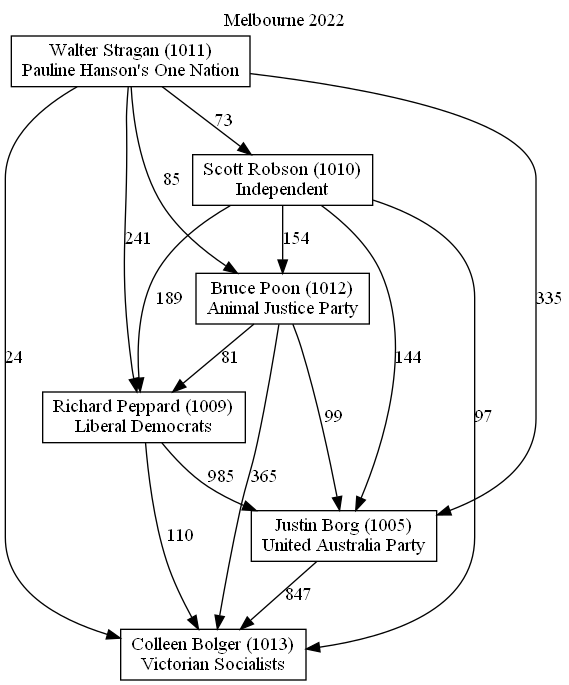 Melbourne 2022
Walter Stragan (1011)
Pauline Hanson's One Nation
73
Scott Robson (1010)
Independent
85
241
154
189
335
Bruce Poon (1012)
Animal Justice Party
24
81
144
Richard Peppard (1009)
Liberal Democrats
99
97
985
365
Justin Borg (1005)
United Australia Party
110
847
Colleen Bolger (1013)
Victorian Socialists